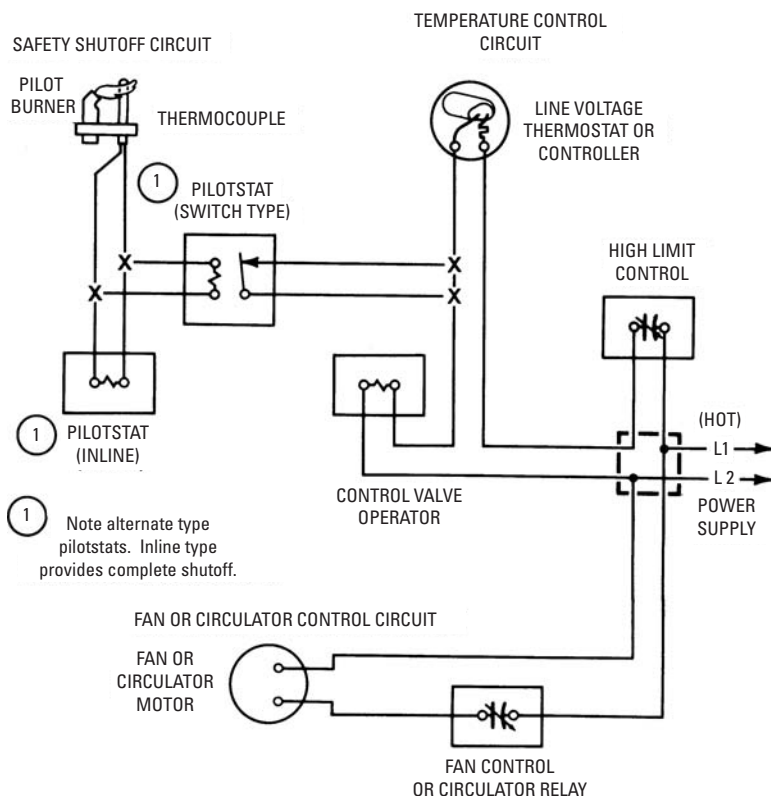 TEMPERATURE CONTROL
CIRCUIT
SAFETY SHUTOFF CIRCUIT
PILOT
BURNER
THERMOCOUPLE
LINE VOLTAGE
THERMOSTAT OR
CONTROLLER
1
PILOTSTAT
(SWITCH TYPE)
X
X
X
X
HIGH LIMIT
CONTROL
1
PILOTSTAT
(INLINE)
(HOT)
L1
L 2
POWER
SUPPLY
CONTROL VALVE
OPERATOR
1
Note alternate type
pilotstats. Inline type
provides complete shutoff.
FAN OR CIRCULATOR CONTROL CIRCUIT
FAN OR
CIRCULATOR
MOTOR
FAN CONTROL
OR CIRCULATOR RELAY